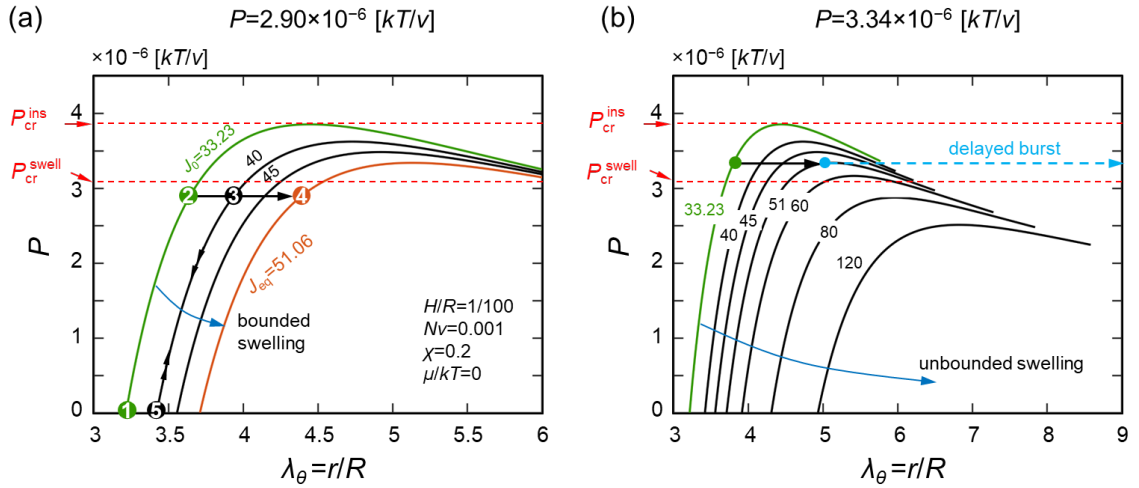 (a)
P=2.90×10⁻⁶ [kT/v]
×10⁻⁶ [kT/v]
P_cr^ins
P_cr^swell
P
4
3
2
1
0
J₀=33.23
40
45
J_eq=51.06
1
2
3
4
5
bounded
swelling
H/R=1/100
Nv=0.001
χ=0.2
μ/kT=0
3 3.5 4 4.5 5 5.5 6
λ_θ=r/R
(b)
P=3.34×10⁻⁶ [kT/v]
×10⁻⁶ [kT/v]
P_cr^ins
P_cr^swell
P
4
3
2
1
0
delayed burst
33.23
40
45
51
60
80
120
unbounded swelling
3 4 5 6 7 8 9
λ_θ=r/R